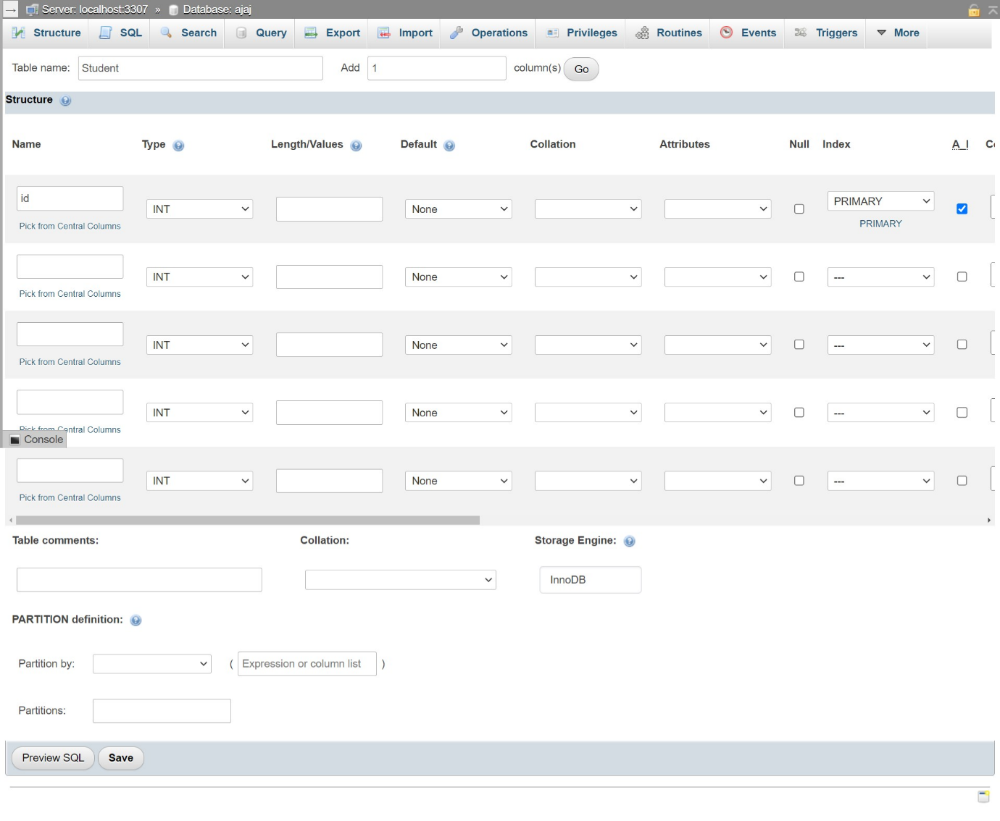 Server: localhost:3307 » Database: ajaj
Structure SQL Search Query Export Import Operations Privileges Routines Events Triggers More
Table name: Student Add 1 column(s) Go
Structure
Name Type Length/Values Default Collation Attributes Null Index A_I
id INT None PRIMARY
Pick from Central Columns PRIMARY
INT None ---
Pick from Central Columns
INT None ---
Pick from Central Columns
INT None ---
Pick from Central Columns
Console
INT None ---
Pick from Central Columns
Table comments: Collation: Storage Engine:
InnoDB
PARTITION definition:
Partition by: ( Expression or column list )
Partitions:
Preview SQL Save